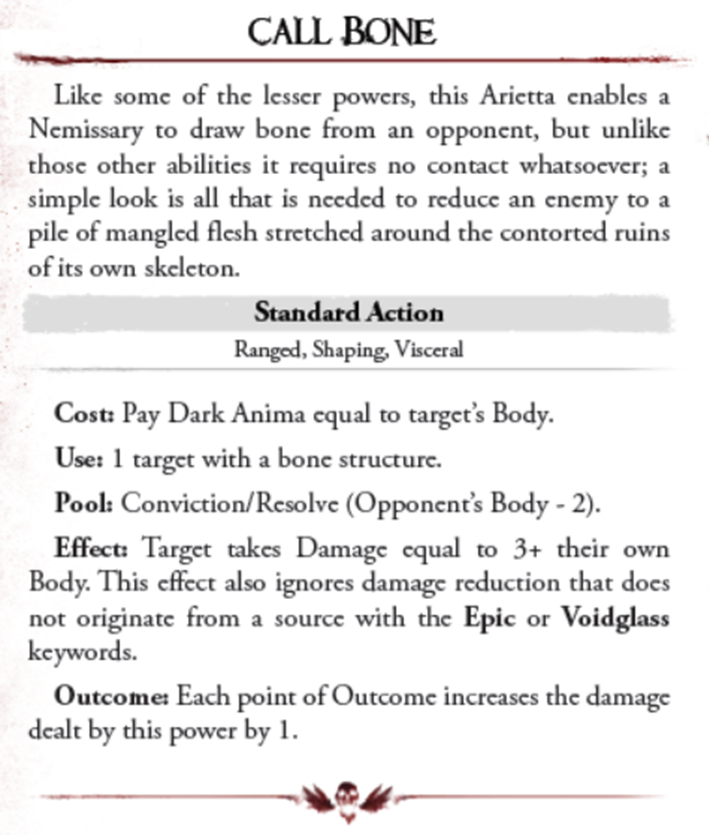 CALL BONE
Like some of the lesser powers, this Arietta enables a
Nemissary to draw bone from an opponent, but unlike
those other abilities it requires no contact whatsoever; a
simple look is all that is needed to reduce an enemy to a
pile of mangled flesh stretched around the contorted ruins
of its own skeleton.
Standard Action
Ranged, Shaping, Visceral
Cost: Pay Dark Anima equal to target's Body.
Use: 1 target with a bone structure.
Pool: Conviction/Resolve (Opponent's Body - 2).
Effect: Target takes Damage equal to 3+ their own
Body. This effect also ignores damage reduction that does
not originate from a source with the Epic or Voidglass
keywords.
Outcome: Each point of Outcome increases the damage
dealt by this power by 1.